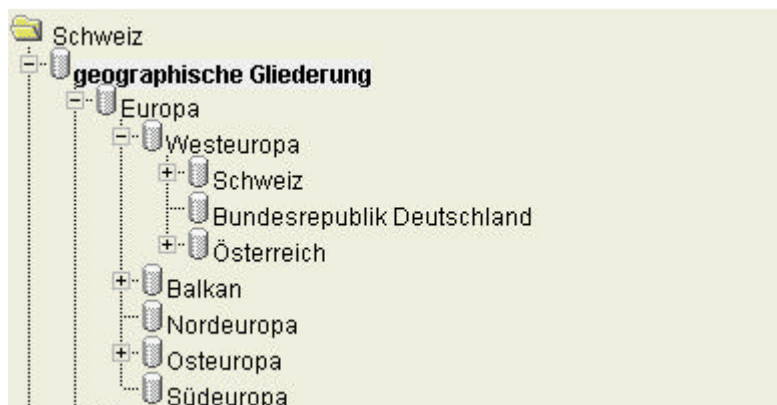 Schweiz
geographische Gliederung
Europa
Westeuropa
Schweiz
Bundesrepublik Deutschland
Österreich
Balkan
Nordeuropa
Osteuropa
Südeuropa